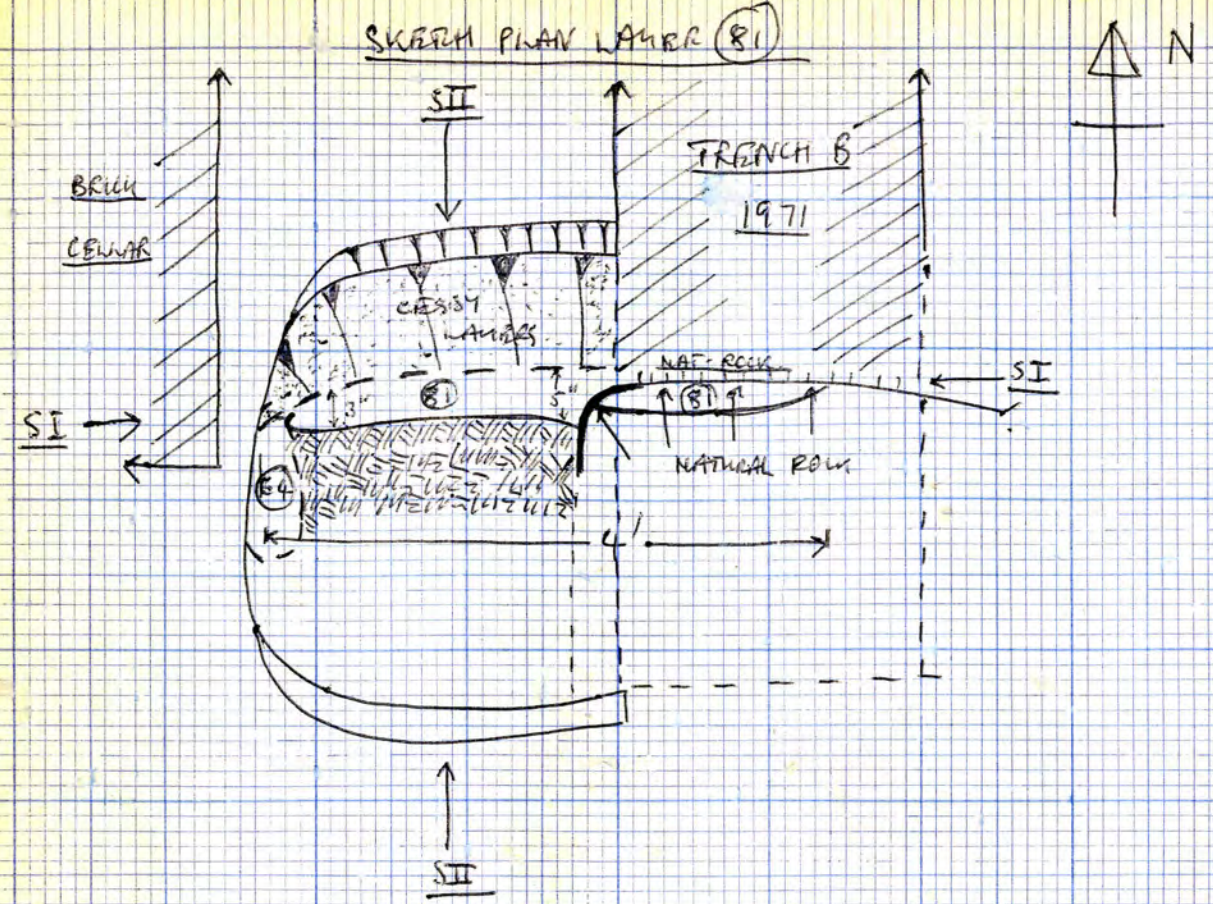 SKETCH PLAN LAYER 81
N
SII
TRENCH B
1971
BRICK
CELLAR
CESSY
LAYERS
NAT-ROCK
SI
81
3"
5"
81
SI
NATURAL ROCK
E4
4'
SII